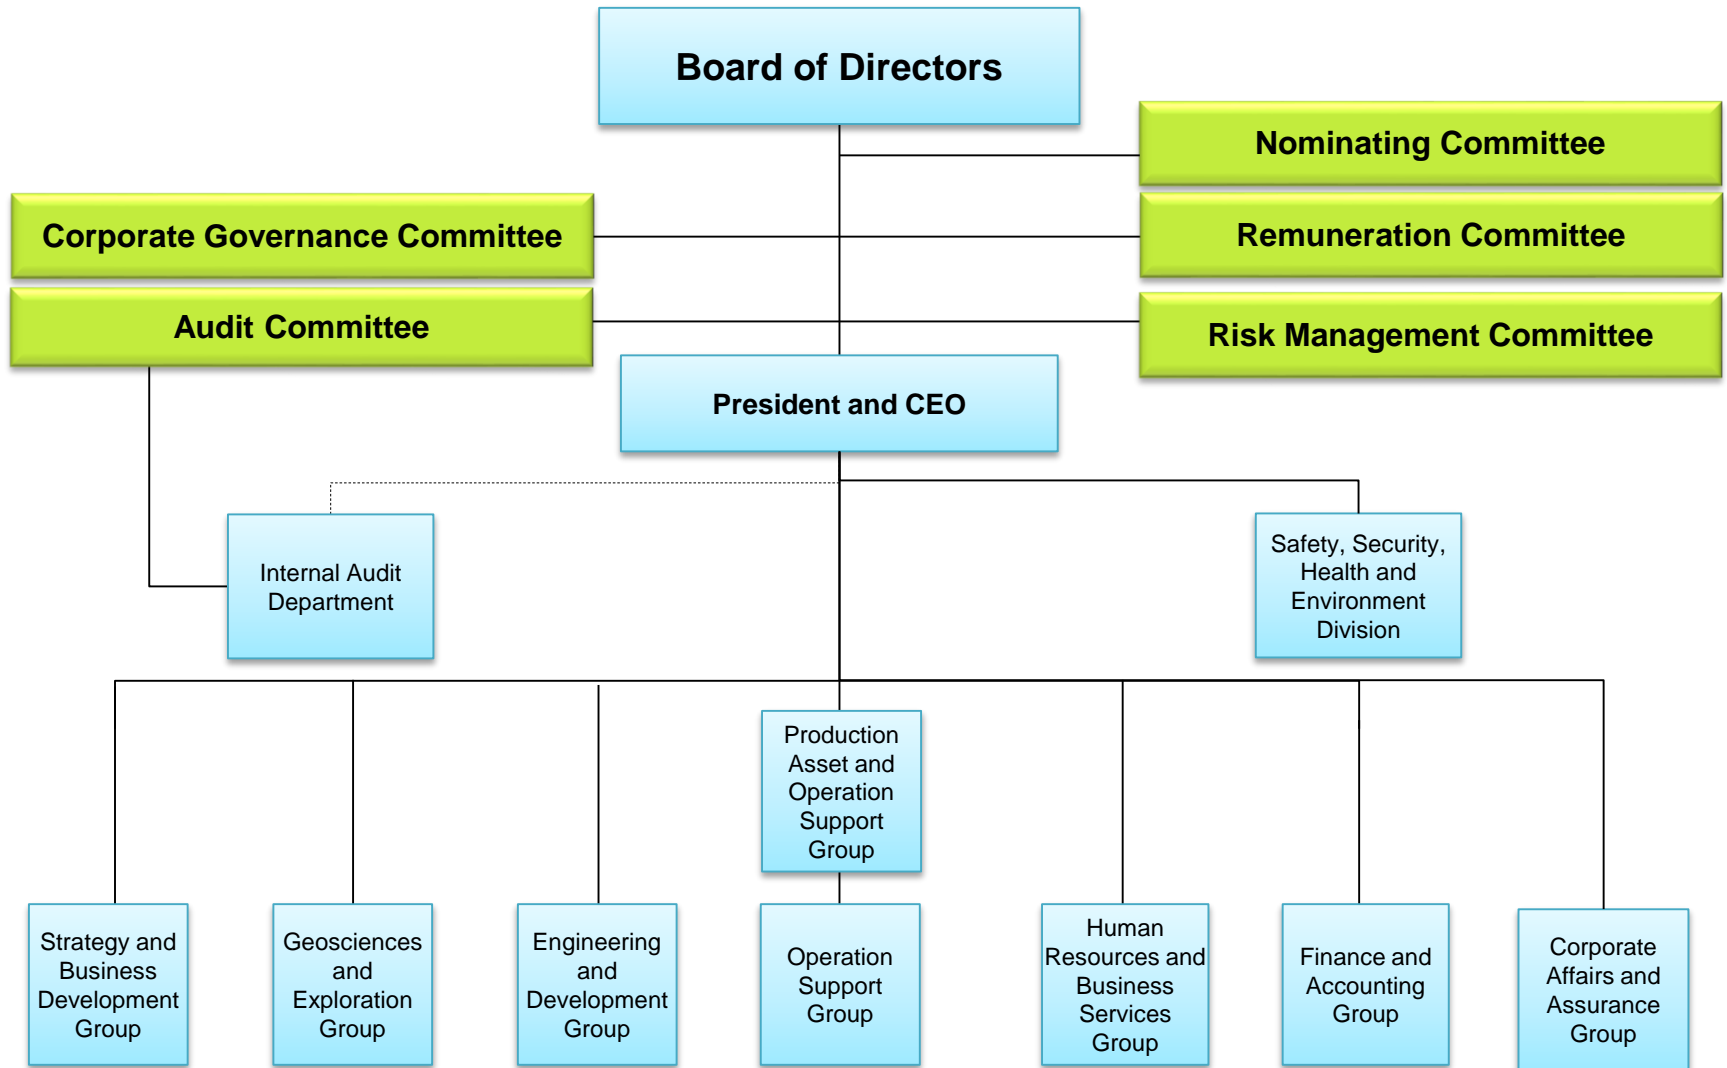 Board of Directors
Nominating Committee
Corporate Governance Committee
Remuneration Committee
Audit Committee
Risk Management Committee
President and CEO
Internal Audit
Department
Safety, Security,
Health and
Environment
Division
Production
Asset and
Operation
Support
Group
Strategy and
Business
Development
Group
Geosciences
and
Exploration
Group
Engineering
and
Development
Group
Operation
Support
Group
Human
Resources and
Business
Services
Group
Finance and
Accounting
Group
Corporate
Affairs and
Assurance
Group